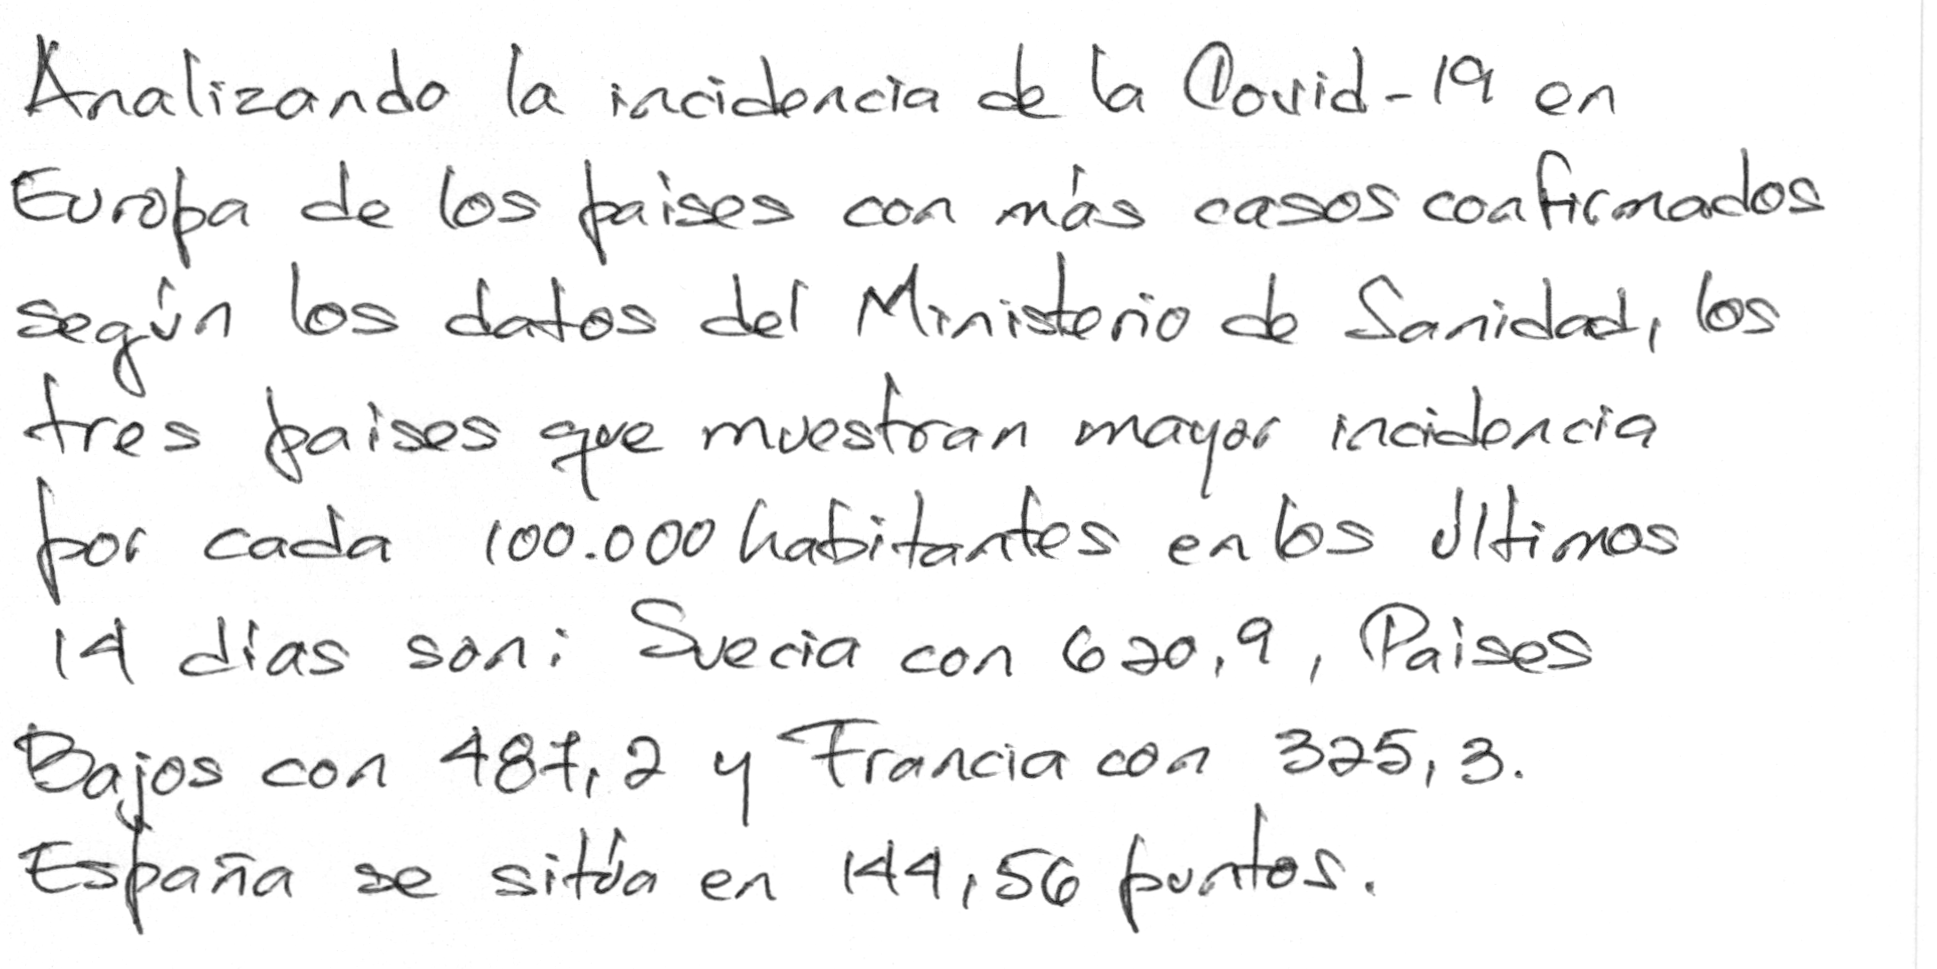 Analizando la incidencia de la Covid-19 en
Europa de los paises con más casos confirmados
según los datos del Ministerio de Sanidad, los
tres paises que muestran mayor incidencia
por cada 100.000 habitantes en los últimos
14 días son: Suecia con 620,9, Paises
Bajos con 487,2 y Francia con 325,3.
España se sitúa en 144,56 puntos.